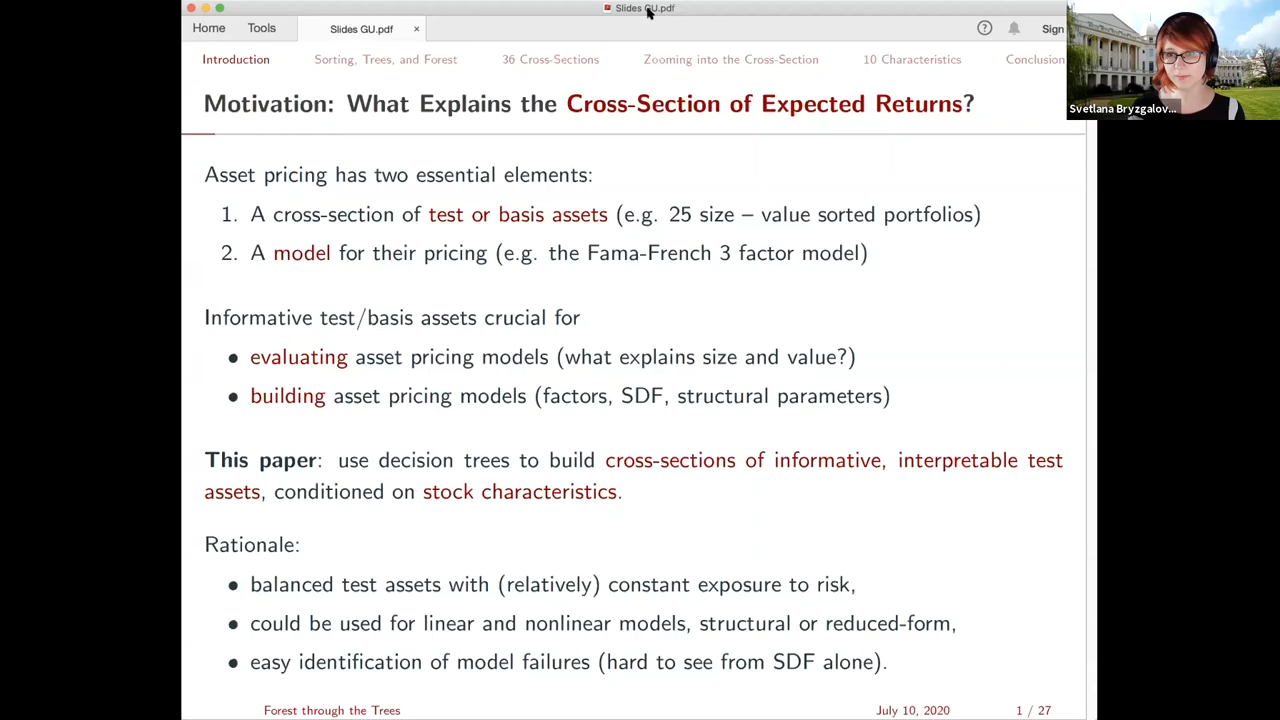 Slides GU.pdf
Home Tools Slides GU.pdf × ? Sign
Introduction Sorting, Trees, and Forest 36 Cross-Sections Zooming into the Cross-Section 10 Characteristics Conclusion
Svetlana Bryzgalov...
Motivation: What Explains the Cross-Section of Expected Returns?
Asset pricing has two essential elements:
1. A cross-section of test or basis assets (e.g. 25 size – value sorted portfolios)
2. A model for their pricing (e.g. the Fama-French 3 factor model)
Informative test/basis assets crucial for
• evaluating asset pricing models (what explains size and value?)
• building asset pricing models (factors, SDF, structural parameters)
This paper: use decision trees to build cross-sections of informative, interpretable test
assets, conditioned on stock characteristics.
Rationale:
• balanced test assets with (relatively) constant exposure to risk,
• could be used for linear and nonlinear models, structural or reduced-form,
• easy identification of model failures (hard to see from SDF alone).
Forest through the Trees July 10, 2020 1 / 27